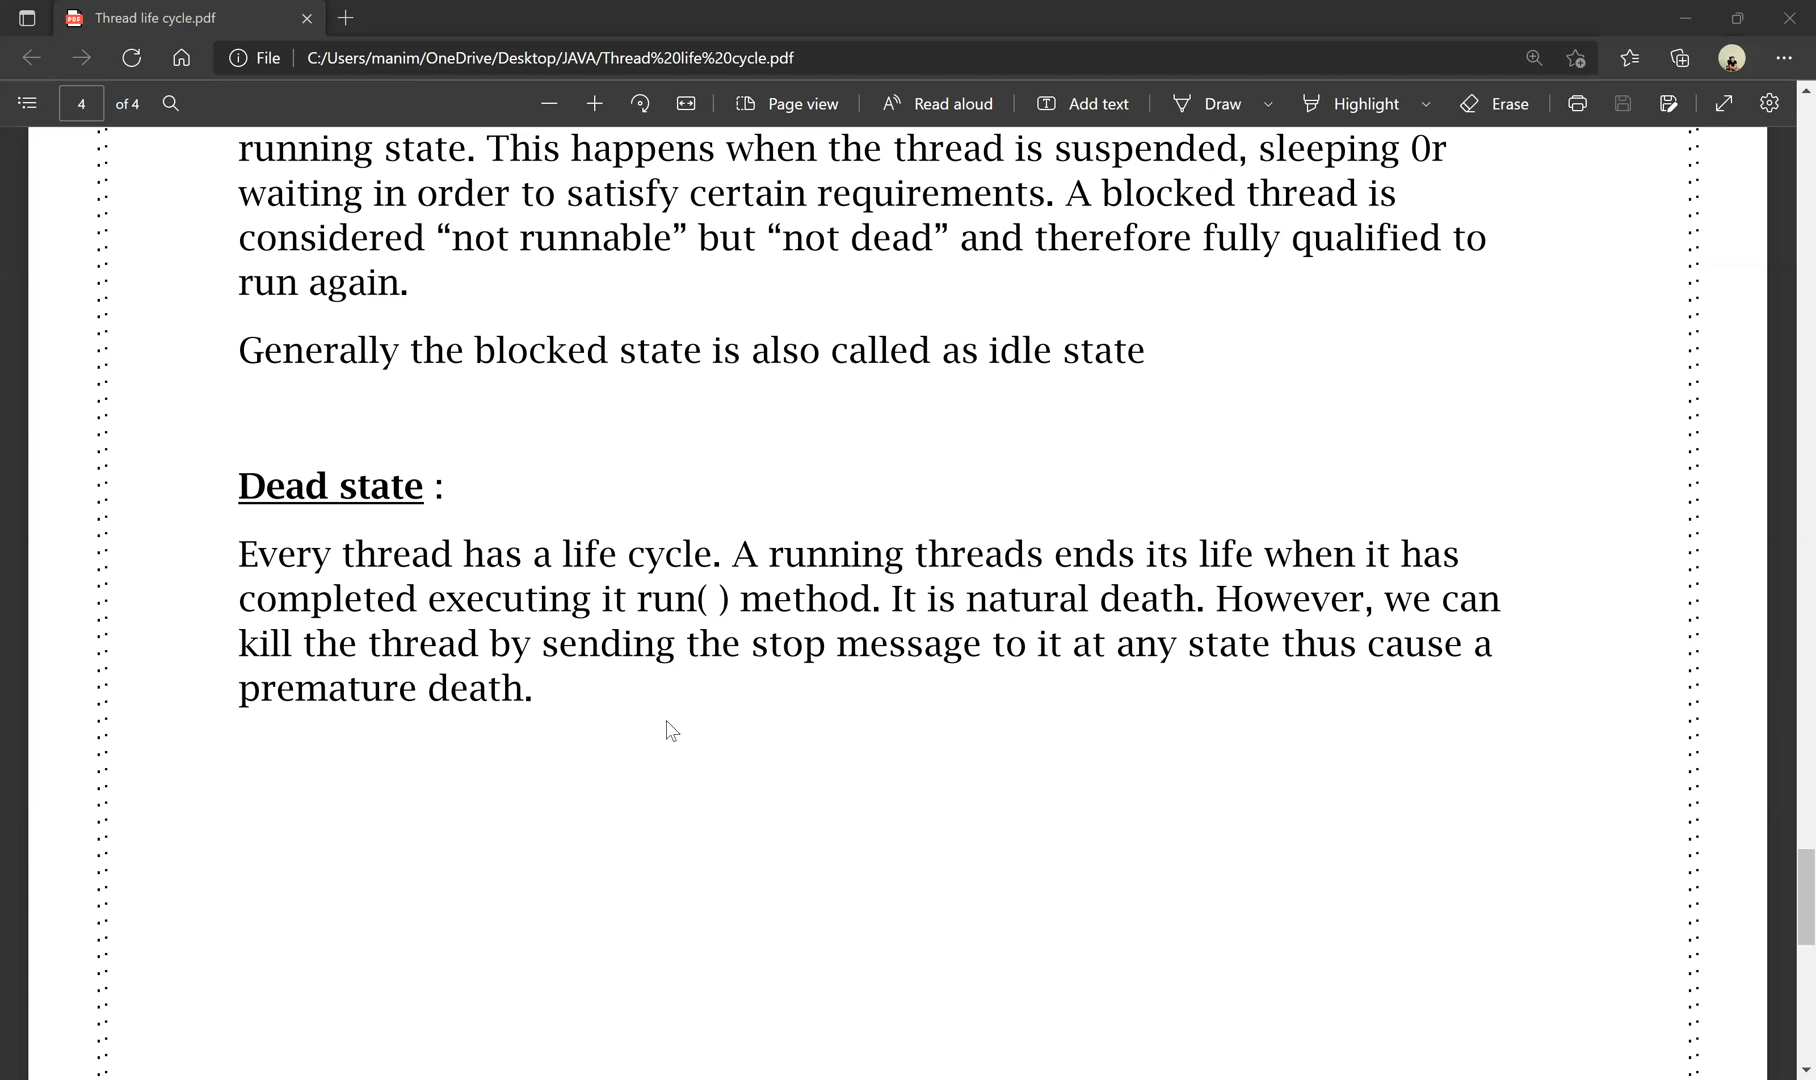 Thread life cycle.pdf
File
C:/Users/manim/OneDrive/Desktop/JAVA/Thread%20life%20cycle.pdf
4 of 4
Page view
Read aloud
Add text
Draw
Highlight
Erase
running state. This happens when the thread is suspended, sleeping 0r
waiting in order to satisfy certain requirements. A blocked thread is
considered “not runnable” but “not dead” and therefore fully qualified to
run again.
Generally the blocked state is also called as idle state
Dead state :
Every thread has a life cycle. A running threads ends its life when it has
completed executing it run( ) method. It is natural death. However, we can
kill the thread by sending the stop message to it at any state thus cause a
premature death.